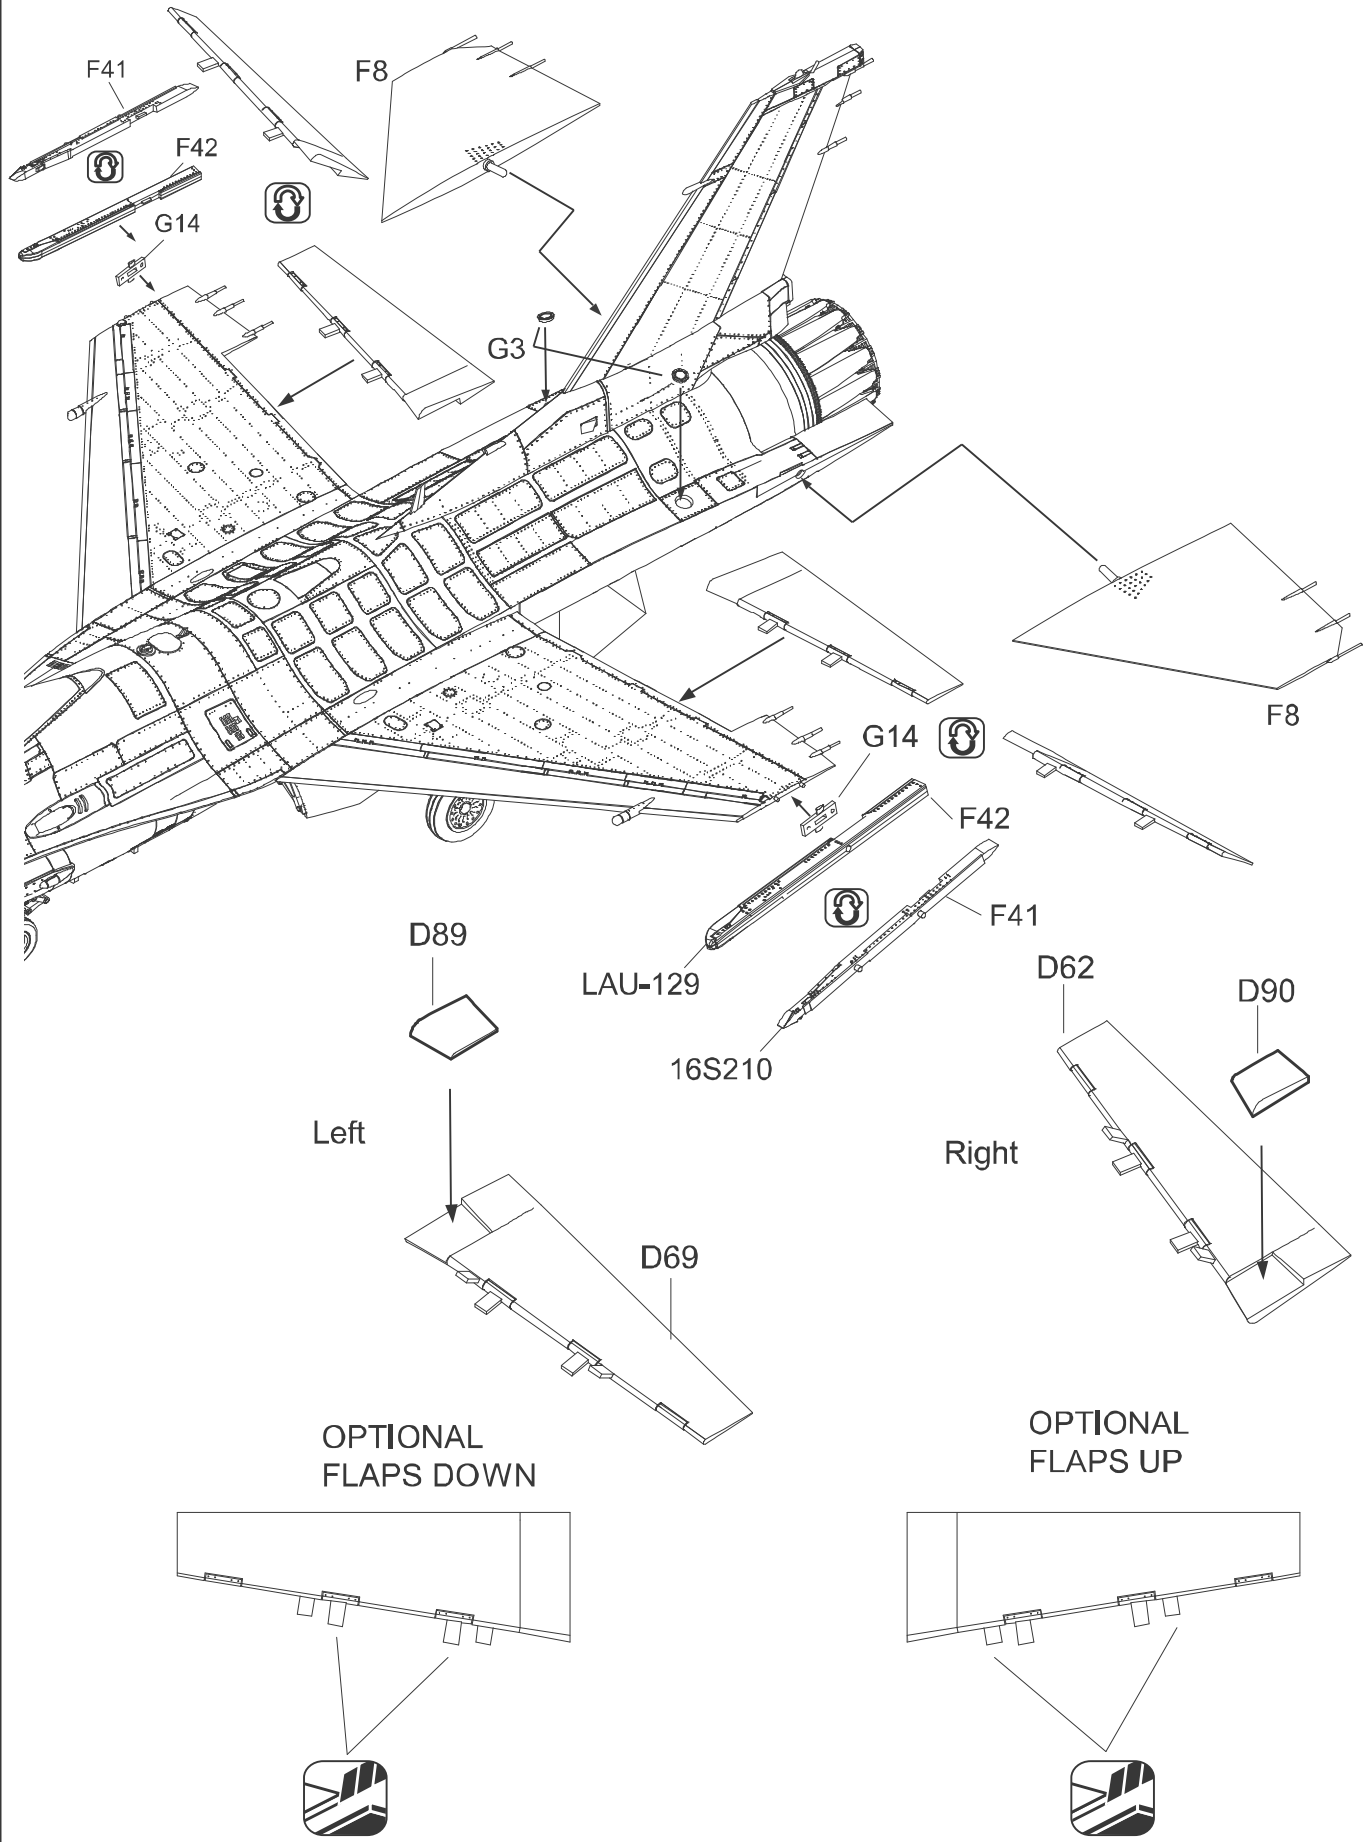 F41
F8
F42
G14
G3
F8
G14
F42
F41
D89
LAU-129
D62
D90
16S210
Left
Right
D69
OPTIONAL
FLAPS DOWN
OPTIONAL
FLAPS UP